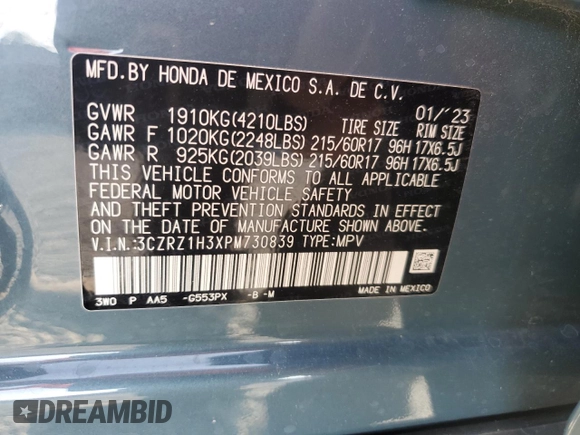 MFD.BY HONDA DE MEXICO S.A. DE C.V.
01/'23
GVWR 1910KG(4210LBS) TIRE SIZE RIM SIZE
GAWR F 1020KG(2248LBS) 215/60R17 96H 17X6.5J
GAWR R 925KG(2039LBS) 215/60R17 96H 17X6.5J
THIS VEHICLE CONFORMS TO ALL APPLICABLE
FEDERAL MOTOR VEHICLE SAFETY
AND THEFT PREVENTION STANDARDS IN EFFECT
ON THE DATE OF MANUFACTURE SHOWN ABOVE.
V.I.N.:3CZRZ1H3XPM730839 TYPE:MPV
3W0 P AA5 -G553PX -B -M
MADE IN MEXICO
DREAMBID